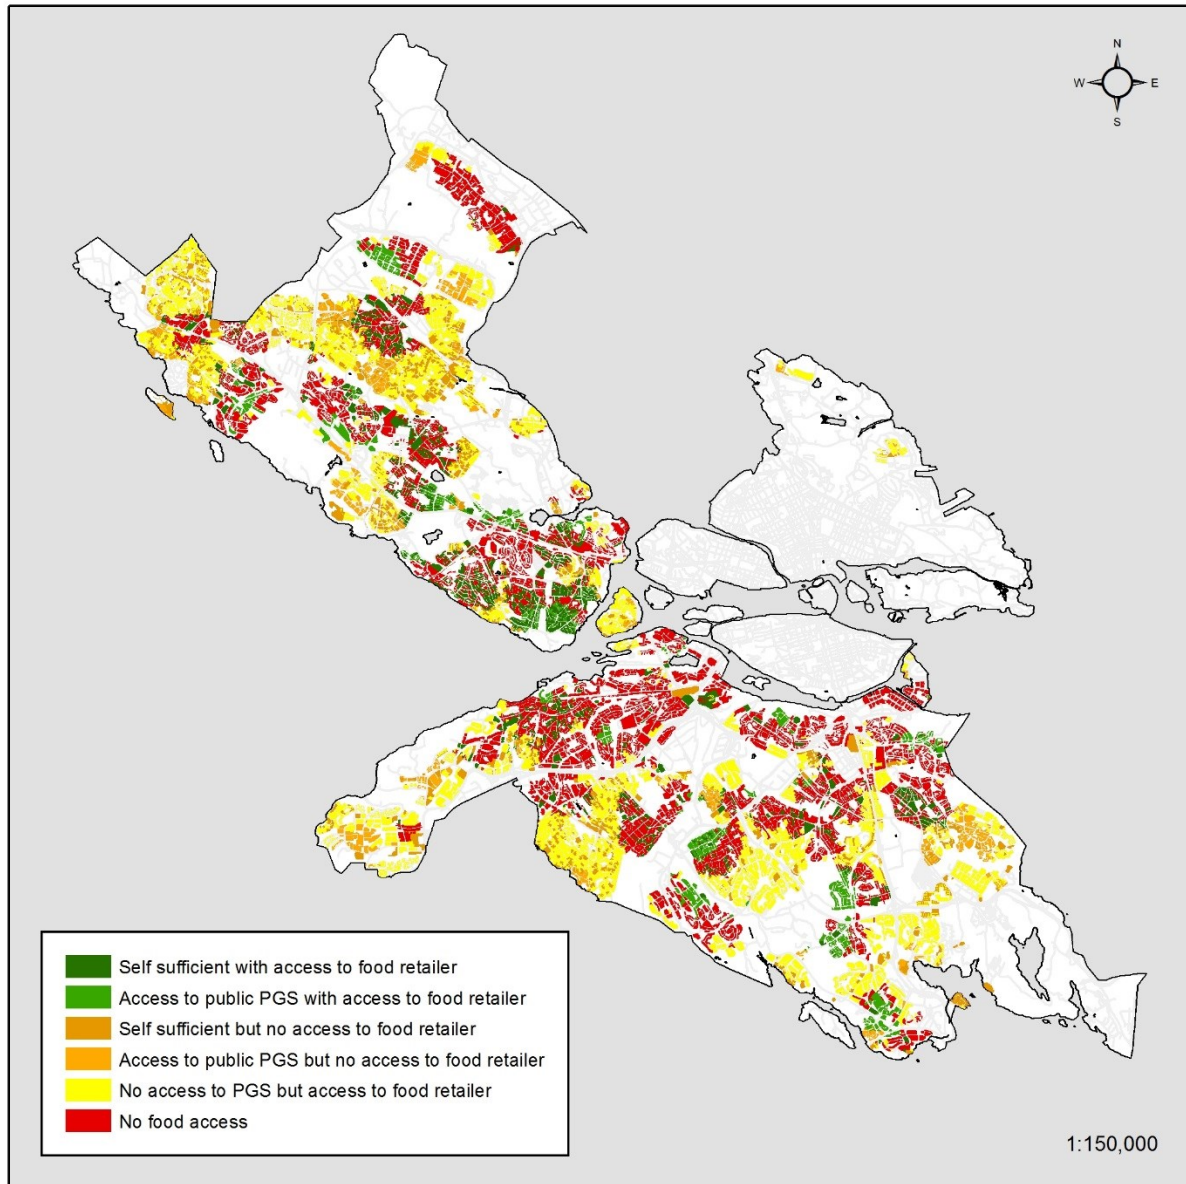 N
W E
S
Self sufficient with access to food retailer
Access to public PGS with access to food retailer
Self sufficient but no access to food retailer
Access to public PGS but no access to food retailer
No access to PGS but access to food retailer
No food access
1:150,000